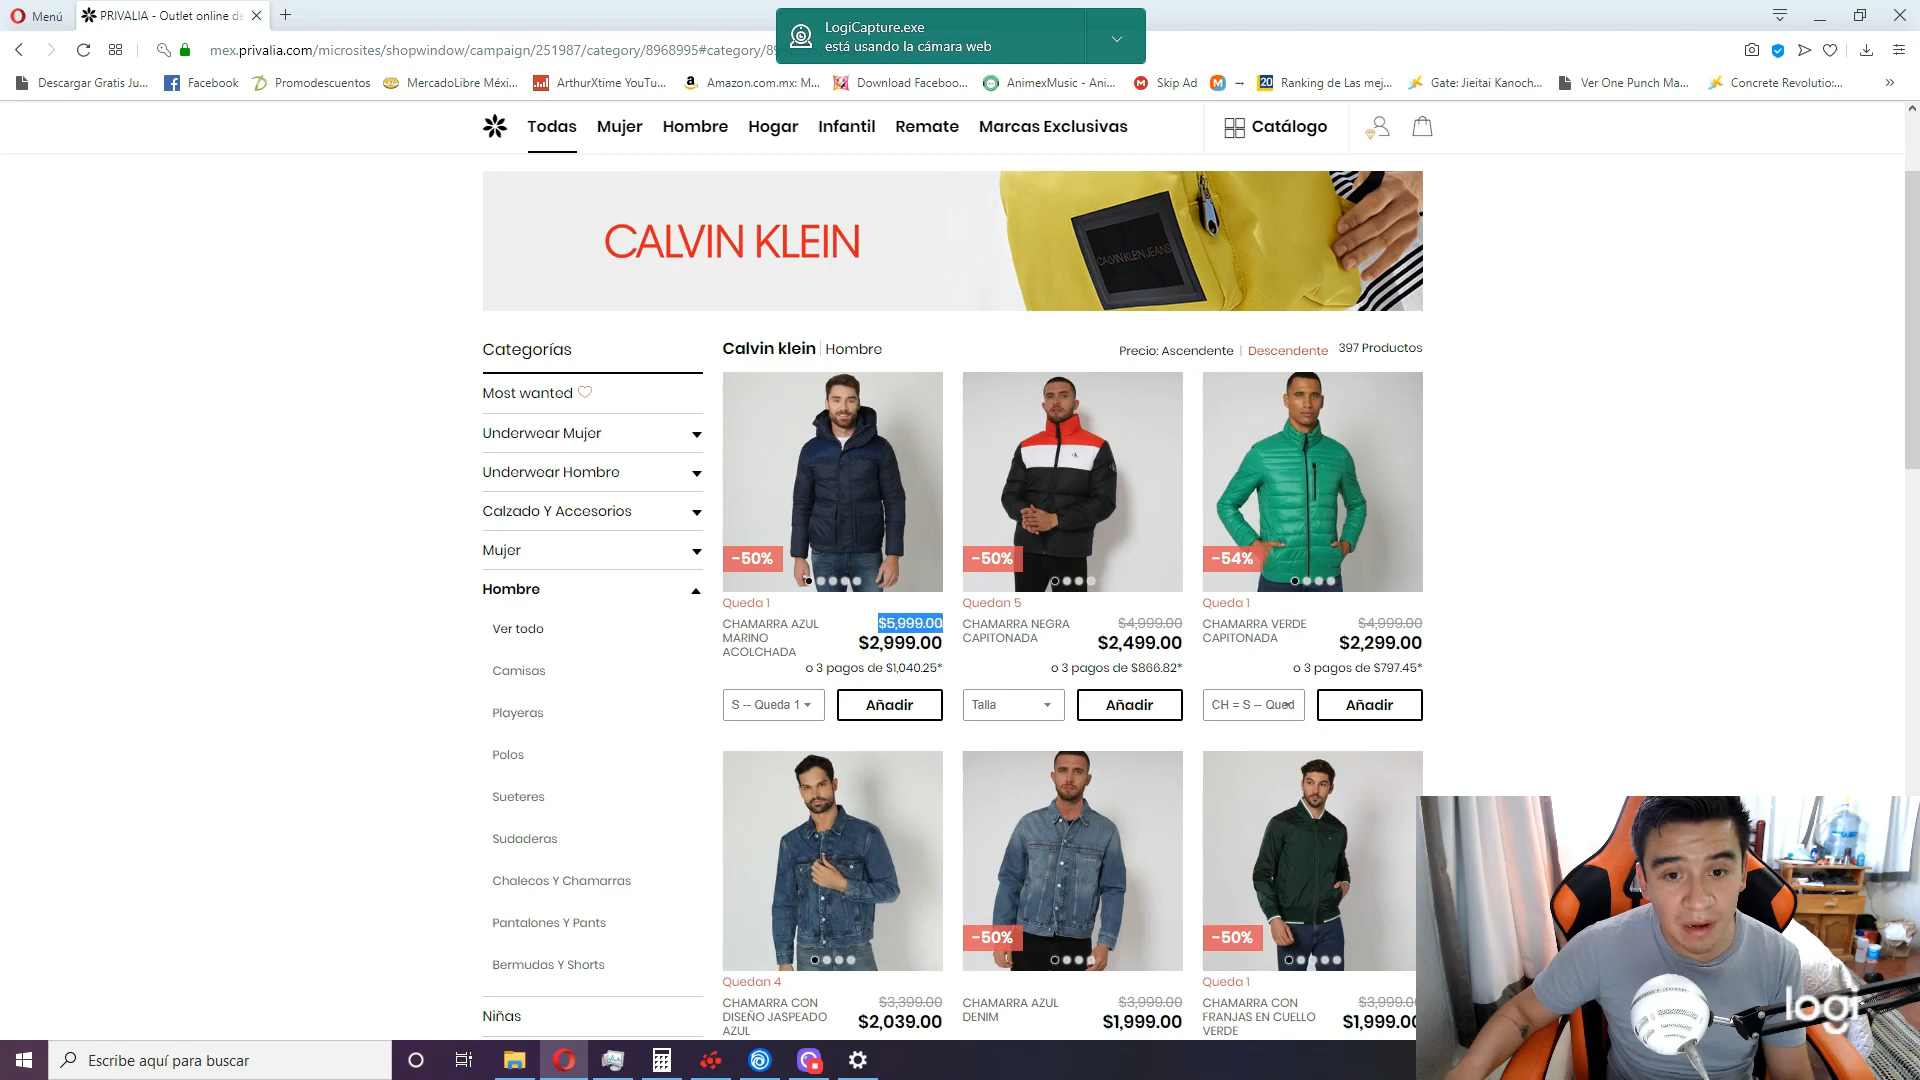 Menú
PRIVALIA - Outlet online de
LogiCapture.exe
está usando la cámara web
mex.privalia.com/microsites/shopwindow/campaign/251987/category/8968995#category/89
Descargar Gratis Ju...
Facebook
Promodescuentos
MercadoLibre Méxi...
ArthurXtime YouTu...
Amazon.com.mx: M...
Download Faceboo...
AnimexMusic - Ani...
Skip Ad
→
Ranking de Las mej...
Gate: Jieitai Kanoch...
Ver One Punch Ma...
Concrete Revolutio:...
»
Todas
Mujer
Hombre
Hogar
Infantil
Remate
Marcas Exclusivas
Catálogo
CALVIN KLEIN
CALVIN KLEIN JEANS
Categorías
Most wanted
Underwear Mujer
Underwear Hombre
Calzado Y Accesorios
Mujer
Hombre
Ver todo
Camisas
Playeras
Polos
Sueteres
Sudaderas
Chalecos Y Chamarras
Pantalones Y Pants
Bermudas Y Shorts
Niñas
Calvin klein | Hombre
Precio: Ascendente | Descendente
397 Productos
-50%
Queda 1
CHAMARRA AZUL
MARINO
ACOLCHADA
$5,999.00
$2,999.00
o 3 pagos de $1,040.25*
S -- Queda 1
Añadir
-50%
Quedan 5
CHAMARRA NEGRA
CAPITONADA
$4,999.00
$2,499.00
o 3 pagos de $866.82*
Talla
Añadir
-54%
Queda 1
CHAMARRA VERDE
CAPITONADA
$4,999.00
$2,299.00
o 3 pagos de $797.45*
CH = S -- Qued
Añadir
Quedan 4
CHAMARRA CON
DISEÑO JASPEADO
AZUL
$3,399.00
$2,039.00
-50%
CHAMARRA AZUL
DENIM
$3,999.00
$1,999.00
-50%
Queda 1
CHAMARRA CON
FRANJAS EN CUELLO
VERDE
$3,999.00
$1,999.00
logi
Escribe aquí para buscar